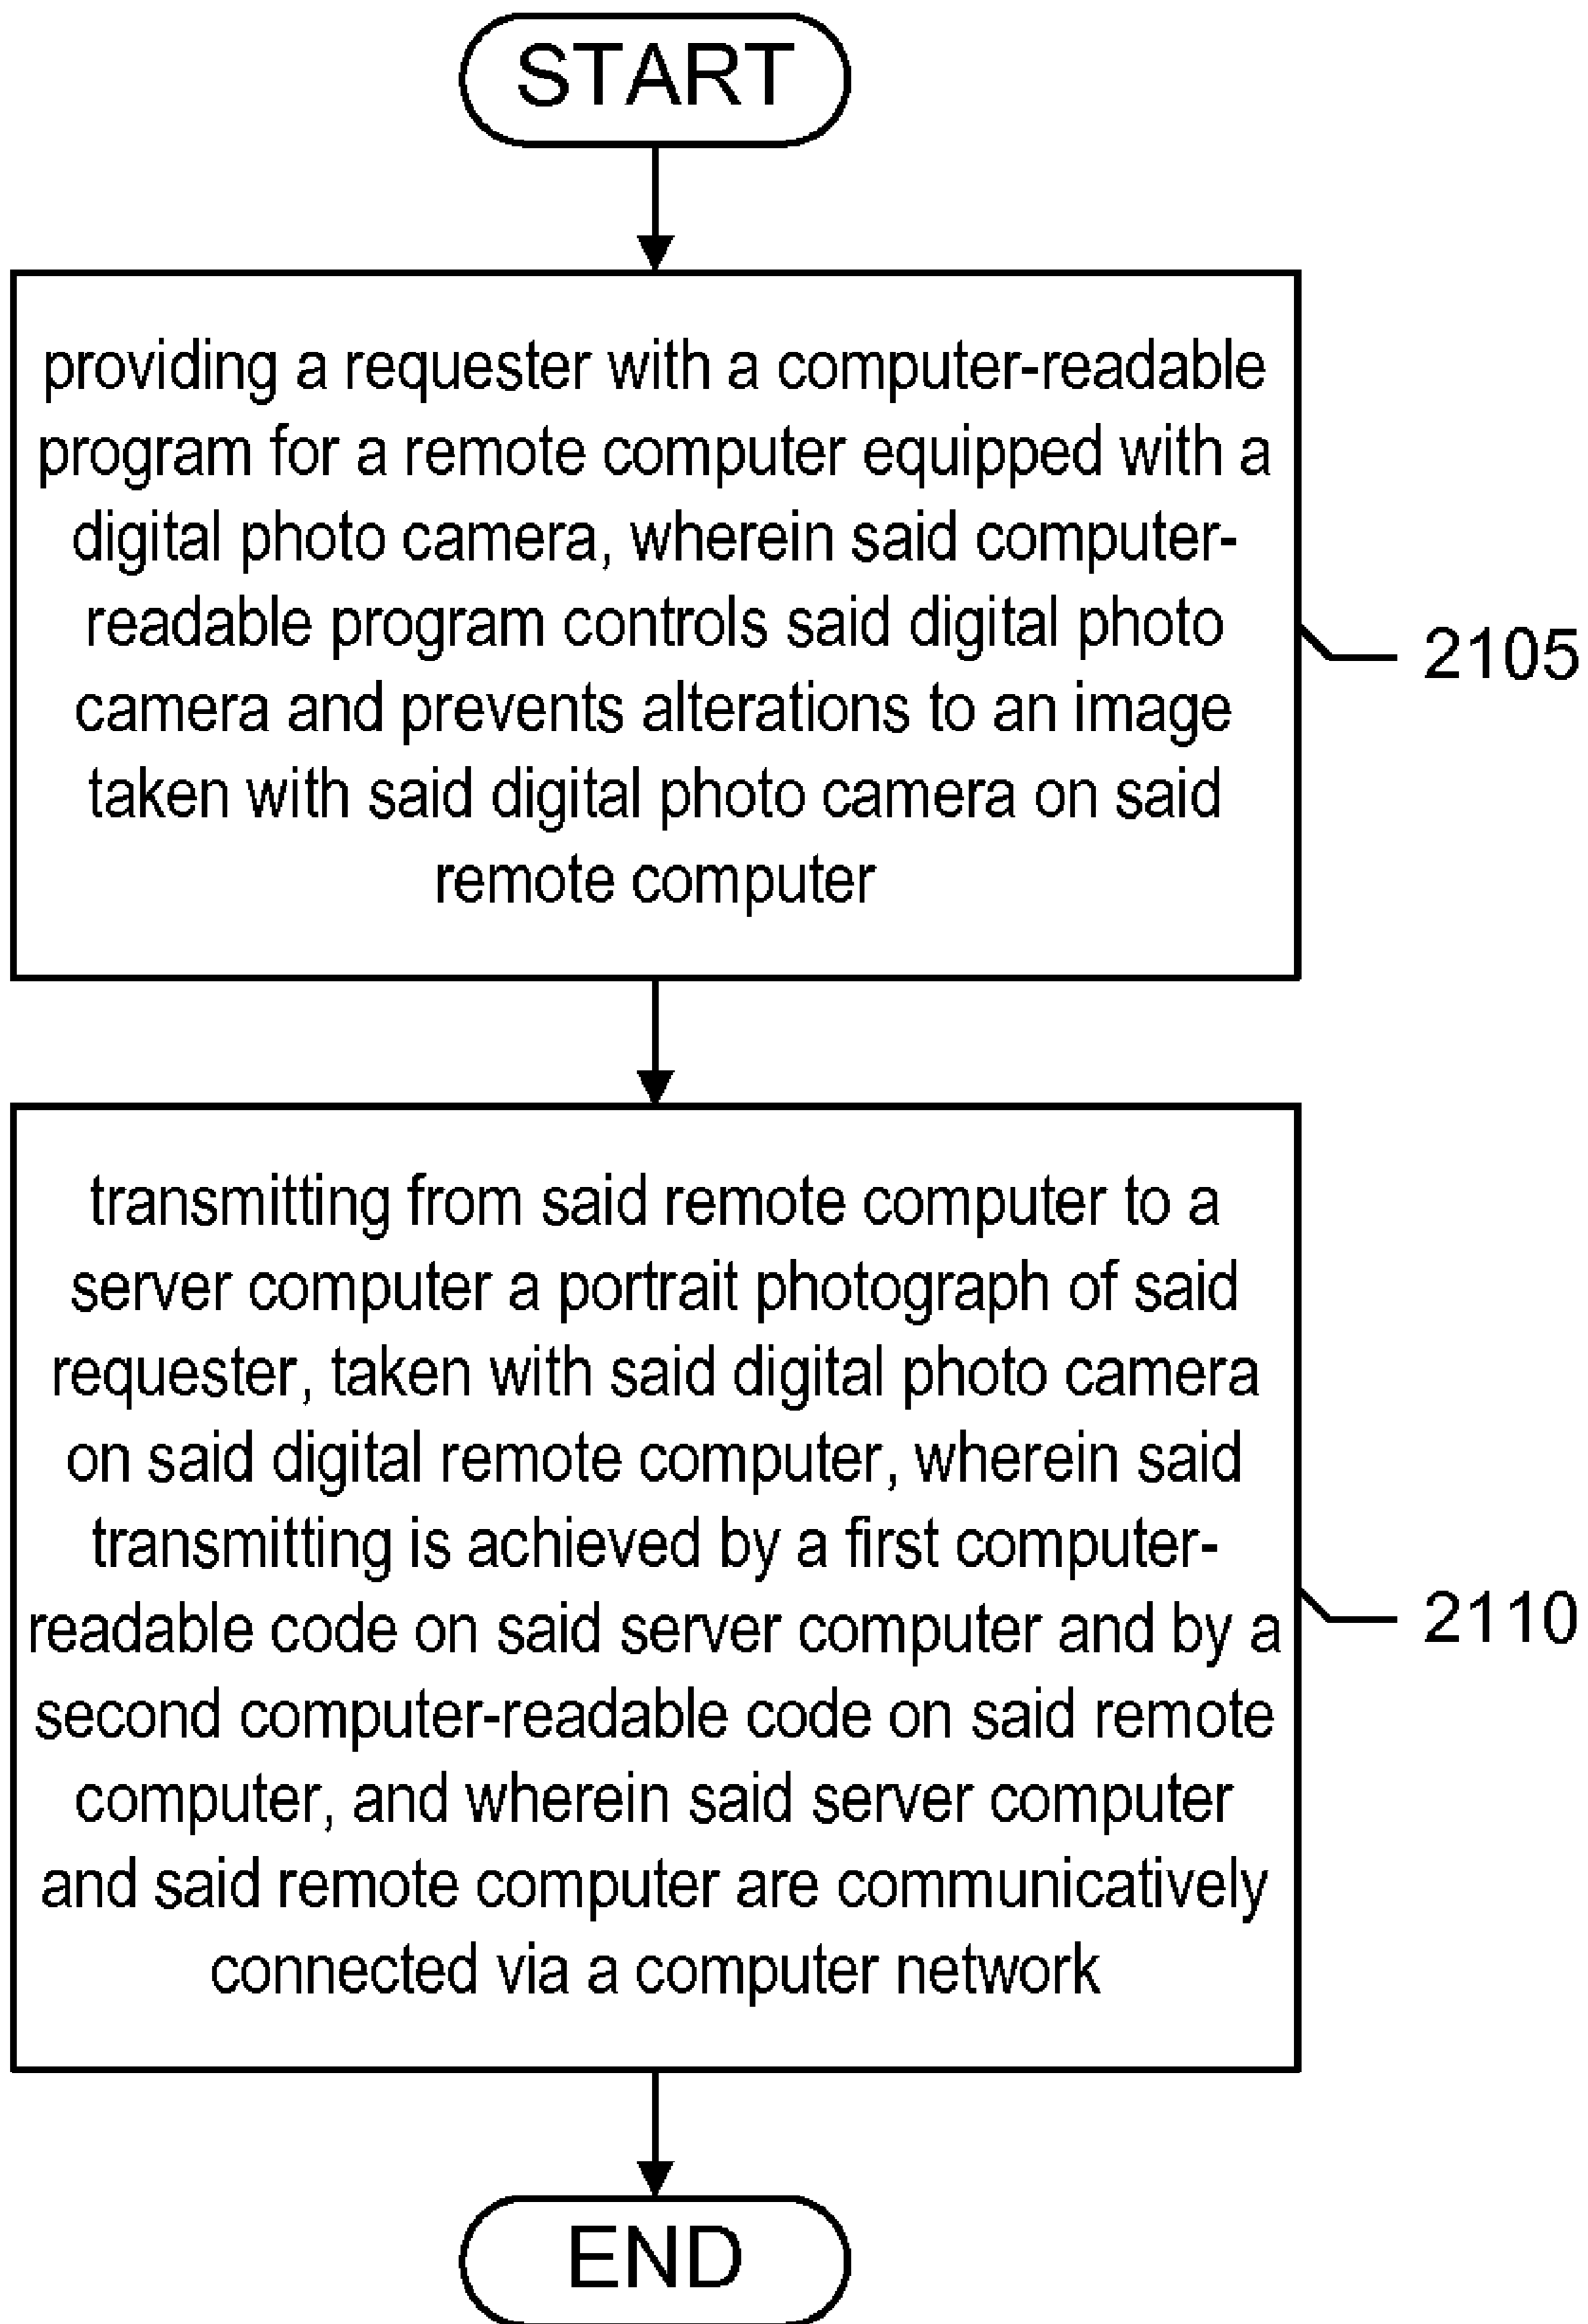 START
providing a requester with a computer-readable
program for a remote computer equipped with a
digital photo camera, wherein said computer-
readable program controls said digital photo
camera and prevents alterations to an image
taken with said digital photo camera on said
remote computer
2105
transmitting from said remote computer to a
server computer a portrait photograph of said
requester, taken with said digital photo camera
on said digital remote computer, wherein said
transmitting is achieved by a first computer-
readable code on said server computer and by a
second computer-readable code on said remote
computer, and wherein said server computer
and said remote computer are communicatively
connected via a computer network
2110
END